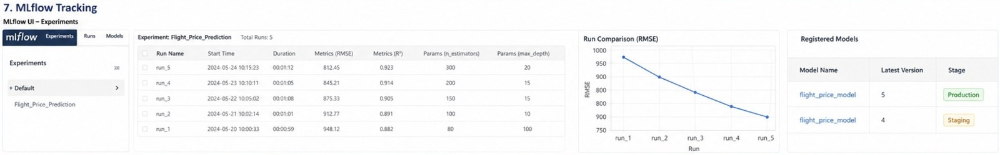 7. MLflow Tracking
MLflow UI – Experiments
mlflow Experiments Runs Models
Experiments
Default
Flight_Price_Prediction
Experiment: Flight_Price_Prediction Total Runs: 5
Run Name Start Time Duration Metrics (RMSE) Metrics (R²) Params (n_estimators) Params (max_depth)
run_5 2024-05-24 10:15:23 00:01:12 812.45 0.923 300 20
run_4 2024-05-23 10:10:11 00:01:05 845.21 0.914 200 15
run_3 2024-05-22 10:05:02 00:01:08 875.33 0.905 150 15
run_2 2024-05-21 10:02:14 00:01:01 912.77 0.891 100 10
run_1 2024-05-20 10:00:33 00:00:59 948.12 0.882 80 100
Run Comparison (RMSE)
RMSE
1000
950
900
800
800
900
750
run_1 run_2 run_3 run_4 run_5
Run
Registered Models
Model Name Latest Version Stage
flight_price_model 5 Production
flight_price_model 4 Staging